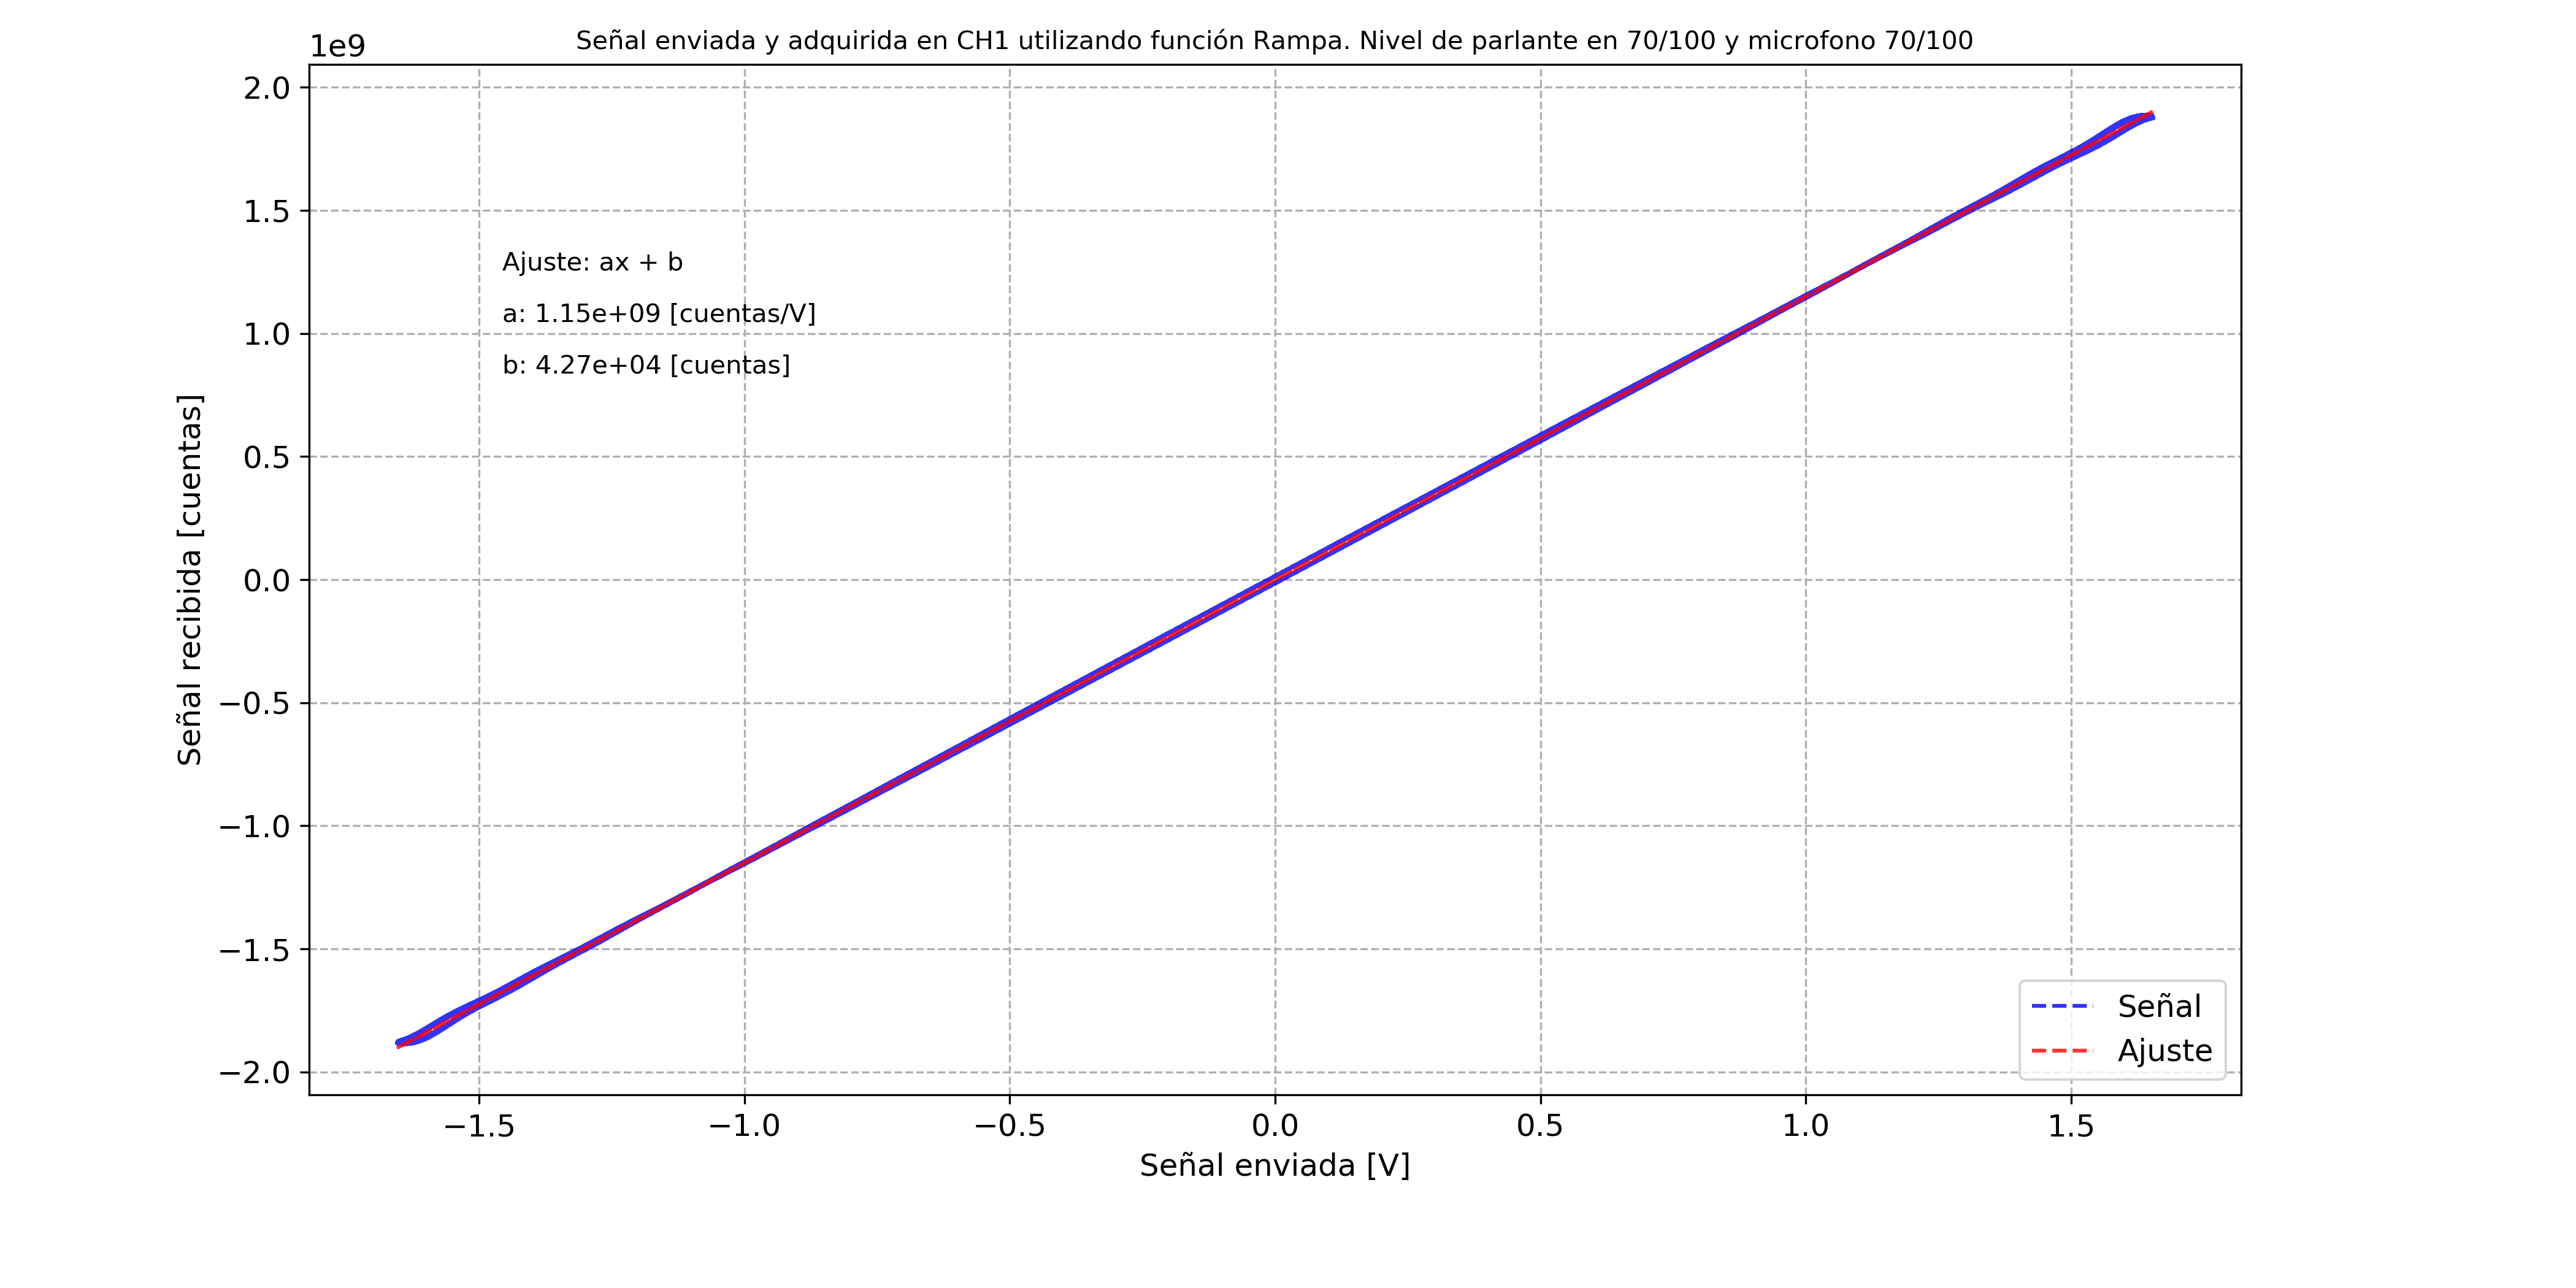 Señal enviada y adquirida en CH1 utilizando función Rampa. Nivel de parlante en 70/100 y microfono 70/100
1e9
2.0
1.5
1.0
0.5
0.0
−0.5
−1.0
−1.5
−2.0
Señal recibida [cuentas]
Ajuste: ax + b
a: 1.15e+09 [cuentas/V]
b: 4.27e+04 [cuentas]
Señal
Ajuste
−1.5 −1.0 −0.5 0.0 0.5 1.0 1.5
Señal enviada [V]